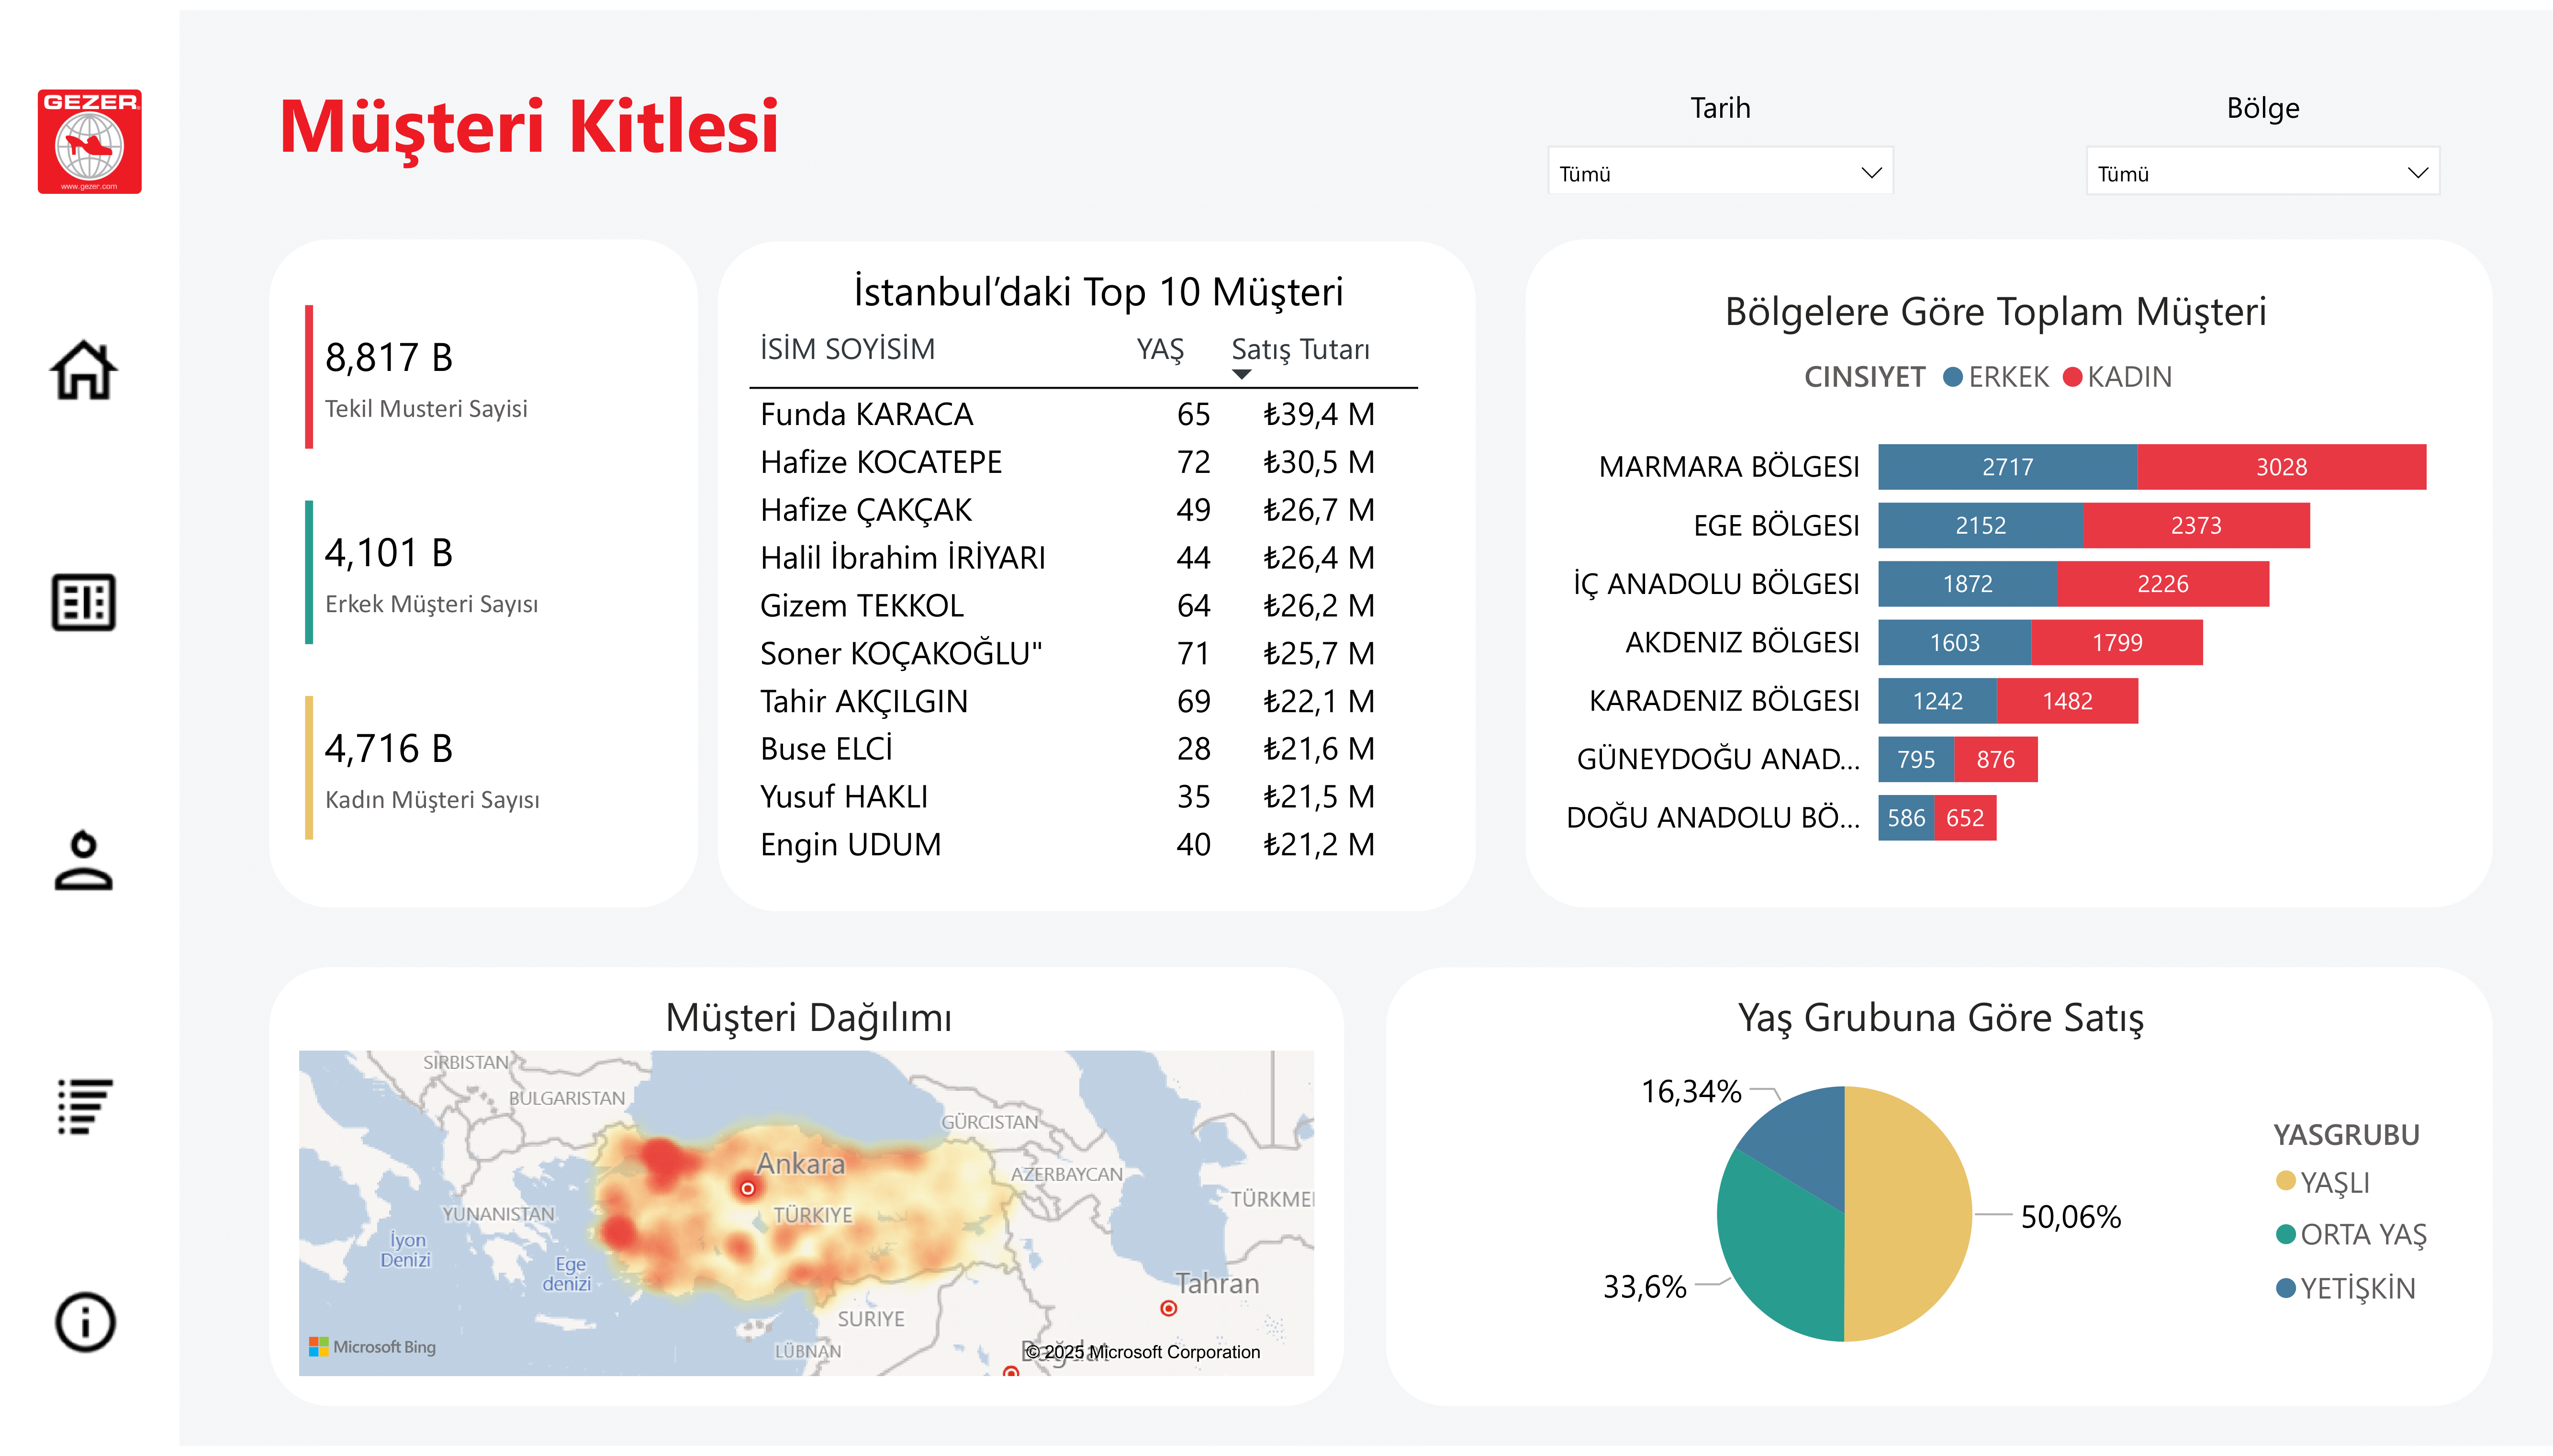 GEZER
www.gezer.com
Müşteri Kitlesi
Tarih
Tümü
Bölge
Tümü
8,817 B
Tekil Musteri Sayisi
4,101 B
Erkek Müşteri Sayısı
4,716 B
Kadın Müşteri Sayısı
İstanbul’daki Top 10 Müşteri
İSİM SOYİSİM YAŞ Satış Tutarı
Funda KARACA 65 ₺39,4 M
Hafize KOCATEPE 72 ₺30,5 M
Hafize ÇAKÇAK 49 ₺26,7 M
Halil İbrahim İRİYARI 44 ₺26,4 M
Gizem TEKKOL 64 ₺26,2 M
Soner KOÇAKOĞLU" 71 ₺25,7 M
Tahir AKÇILGIN 69 ₺22,1 M
Buse ELCİ 28 ₺21,6 M
Yusuf HAKLI 35 ₺21,5 M
Engin UDUM 40 ₺21,2 M
Bölgelere Göre Toplam Müşteri
CINSIYET ERKEK KADIN
MARMARA BÖLGESI 2717 3028
EGE BÖLGESI 2152 2373
İÇ ANADOLU BÖLGESI 1872 2226
AKDENIZ BÖLGESI 1603 1799
KARADENIZ BÖLGESI 1242 1482
GÜNEYDOĞU ANAD... 795 876
DOĞU ANADOLU BÖ... 586 652
Müşteri Dağılımı
SIRBISTAN
BULGARISTAN
GÜRCISTAN
Ankara
AZERBAYCAN
TÜRKMEI
YUNANISTAN
TÜRKIYE
İyon
Denizi
Ege
denizi
Tahran
SURIYE
LÜBNAN
Bağdat
Microsoft Bing
© 2025 Microsoft Corporation
Yaş Grubuna Göre Satış
16,34%
50,06%
33,6%
YASGRUBU
YAŞLI
ORTA YAŞ
YETİŞKİN